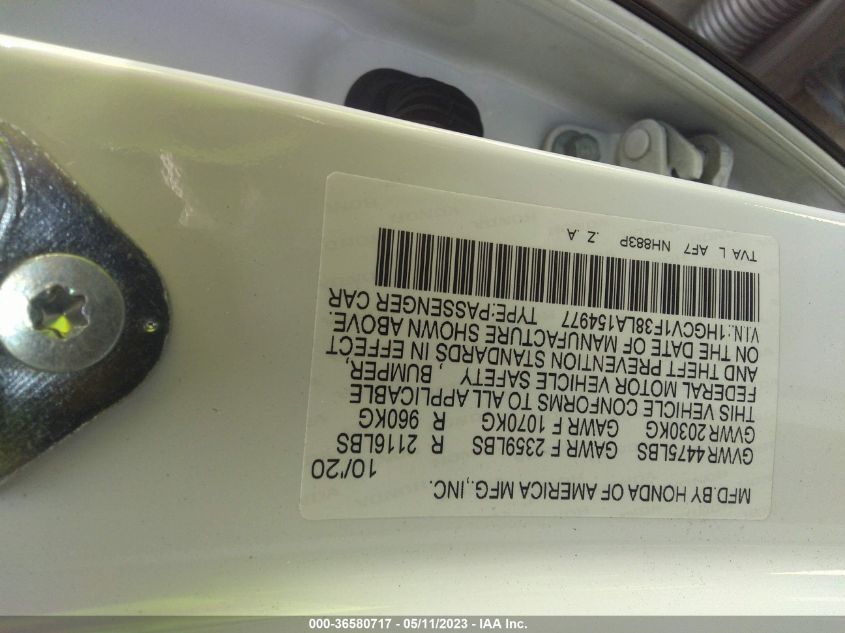 MFD.BY HONDA OF AMERICA MFG.,INC.
10/'20
GVWR 4475LBS GAWR F 2359LBS R 2116LBS
GVWR 2030KG GAWR F 1070KG R 960KG
THIS VEHICLE CONFORMS TO ALL APPLICABLE
FEDERAL MOTOR VEHICLE SAFETY , BUMPER,
AND THEFT PREVENTION STANDARDS IN EFFECT
ON THE DATE OF MANUFACTURE SHOWN ABOVE.
V.I.N.:1HGCV1F38LA154977 TYPE:PASSENGER CAR
TVA L AF7 NH883P .Z .A
000-36580717 - 05/11/2023 - IAA Inc.